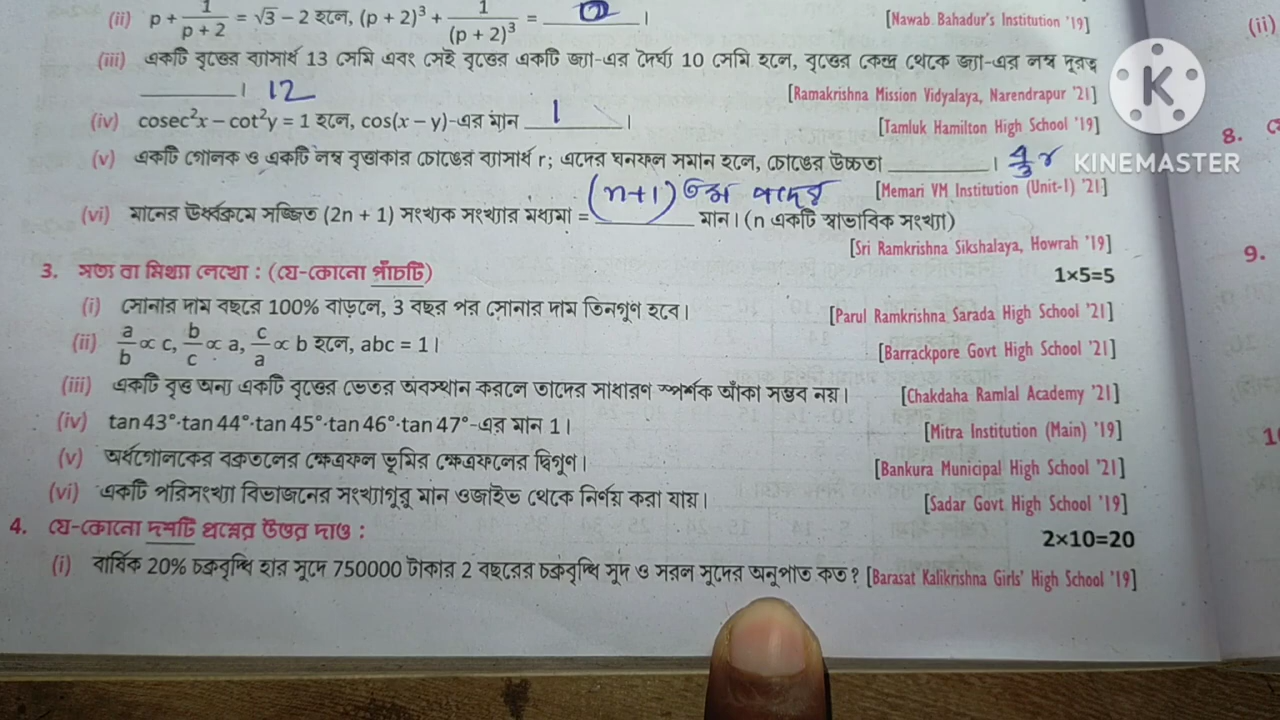 (ii) p + 1/(p + 2) = √3 – 2 হলে, (p + 2)³ + 1/(p + 2)³ = ________। [Nawab Bahadur's Institution '19]
(iii) একটি বৃত্তের ব্যাসার্ধ 13 সেমি এবং সেই বৃত্তের একটি জ্যা-এর দৈর্ঘ্য 10 সেমি হলে, বৃত্তের কেন্দ্র থেকে জ্যা-এর লম্ব দূরত্ব
________। 12 [Ramakrishna Mission Vidyalaya, Narendrapur '21]
(iv) cosec²x – cot²y = 1 হলে, cos(x – y)-এর মান ____1____। [Tamluk Hamilton High School '19]
(v) একটি গোলক ও একটি লম্ব বৃত্তাকার চোঙের ব্যাসার্ধ r; এদের ঘনফল সমান হলে, চোঙের উচ্চতা ________। 4/3 r
[Memari VM Institution (Unit-I) '21]
(vi) মানের ঊর্ধ্বক্রমে সজ্জিত (2n + 1) সংখ্যক সংখ্যার মধ্যমা = (n+1) তম পদের মান। (n একটি স্বাভাবিক সংখ্যা)
[Sri Ramkrishna Sikshalaya, Howrah '19]
3. সত্য বা মিথ্যা লেখো : (যে-কোনো পাঁচটি) 1×5=5
(i) সোনার দাম বছরে 100% বাড়লে, 3 বছর পর সোনার দাম তিনগুণ হবে। [Parul Ramkrishna Sarada High School '21]
(ii) a/b ∝ c, b/c ∝ a, c/a ∝ b হলে, abc = 1। [Barrackpore Govt High School '21]
(iii) একটি বৃত্ত অন্য একটি বৃত্তের ভেতর অবস্থান করলে তাদের সাধারণ স্পর্শক আঁকা সম্ভব নয়। [Chakdaha Ramlal Academy '21]
(iv) tan 43°·tan 44°·tan 45°·tan 46°·tan 47°-এর মান 1। [Mitra Institution (Main) '19]
(v) অর্ধগোলকের বক্রতলের ক্ষেত্রফল ভূমির ক্ষেত্রফলের দ্বিগুণ। [Bankura Municipal High School '21]
(vi) একটি পরিসংখ্যা বিভাজনের সংখ্যাগুরু মান ওজাইভ থেকে নির্ণয় করা যায়। [Sadar Govt High School '19]
4. যে-কোনো দশটি প্রশ্নের উত্তর দাও : 2×10=20
(i) বার্ষিক 20% চক্রবৃদ্ধি হার সুদে 750000 টাকার 2 বছরের চক্রবৃদ্ধি সুদ ও সরল সুদের অনুপাত কত? [Barasat Kalikrishna Girls' High School '19]
(ii)
8.
9.
K
KINEMASTER